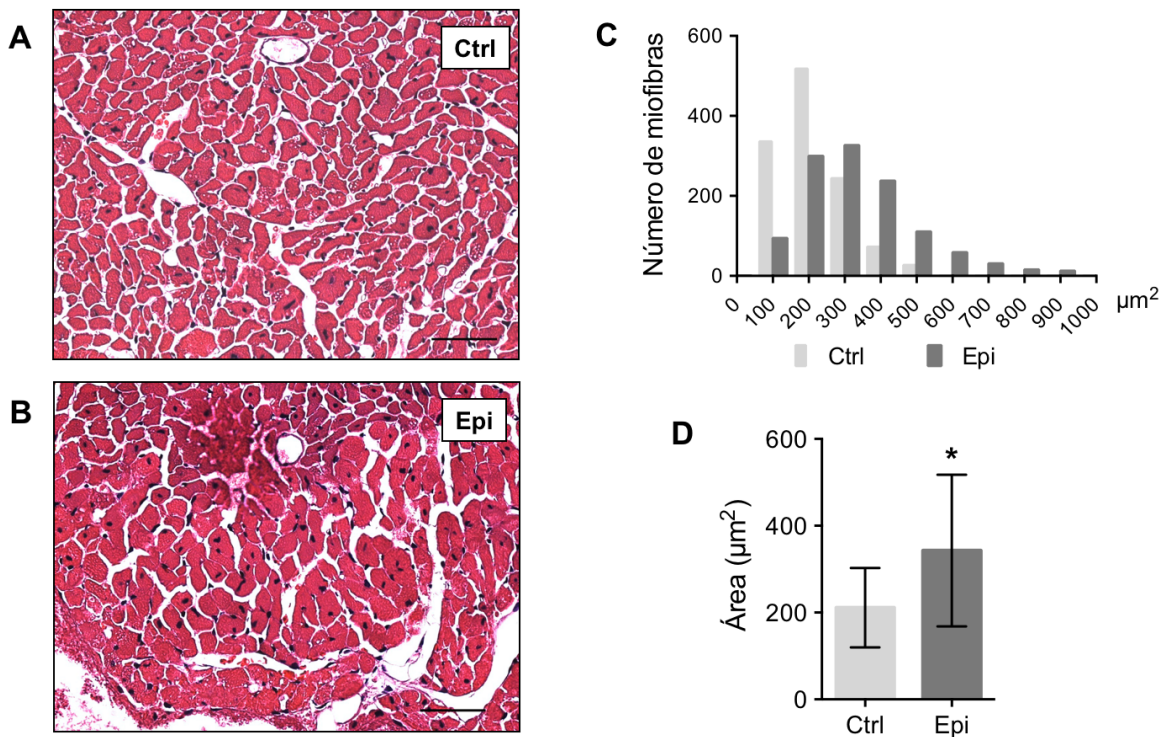 A
Ctrl
B
Epi
C
Número de miofibras
600
400
200
0
0 100 200 300 400 500 600 700 800 900 1000 µm²
Ctrl Epi
D
Área (µm²)
600
400
200
0
*
Ctrl Epi